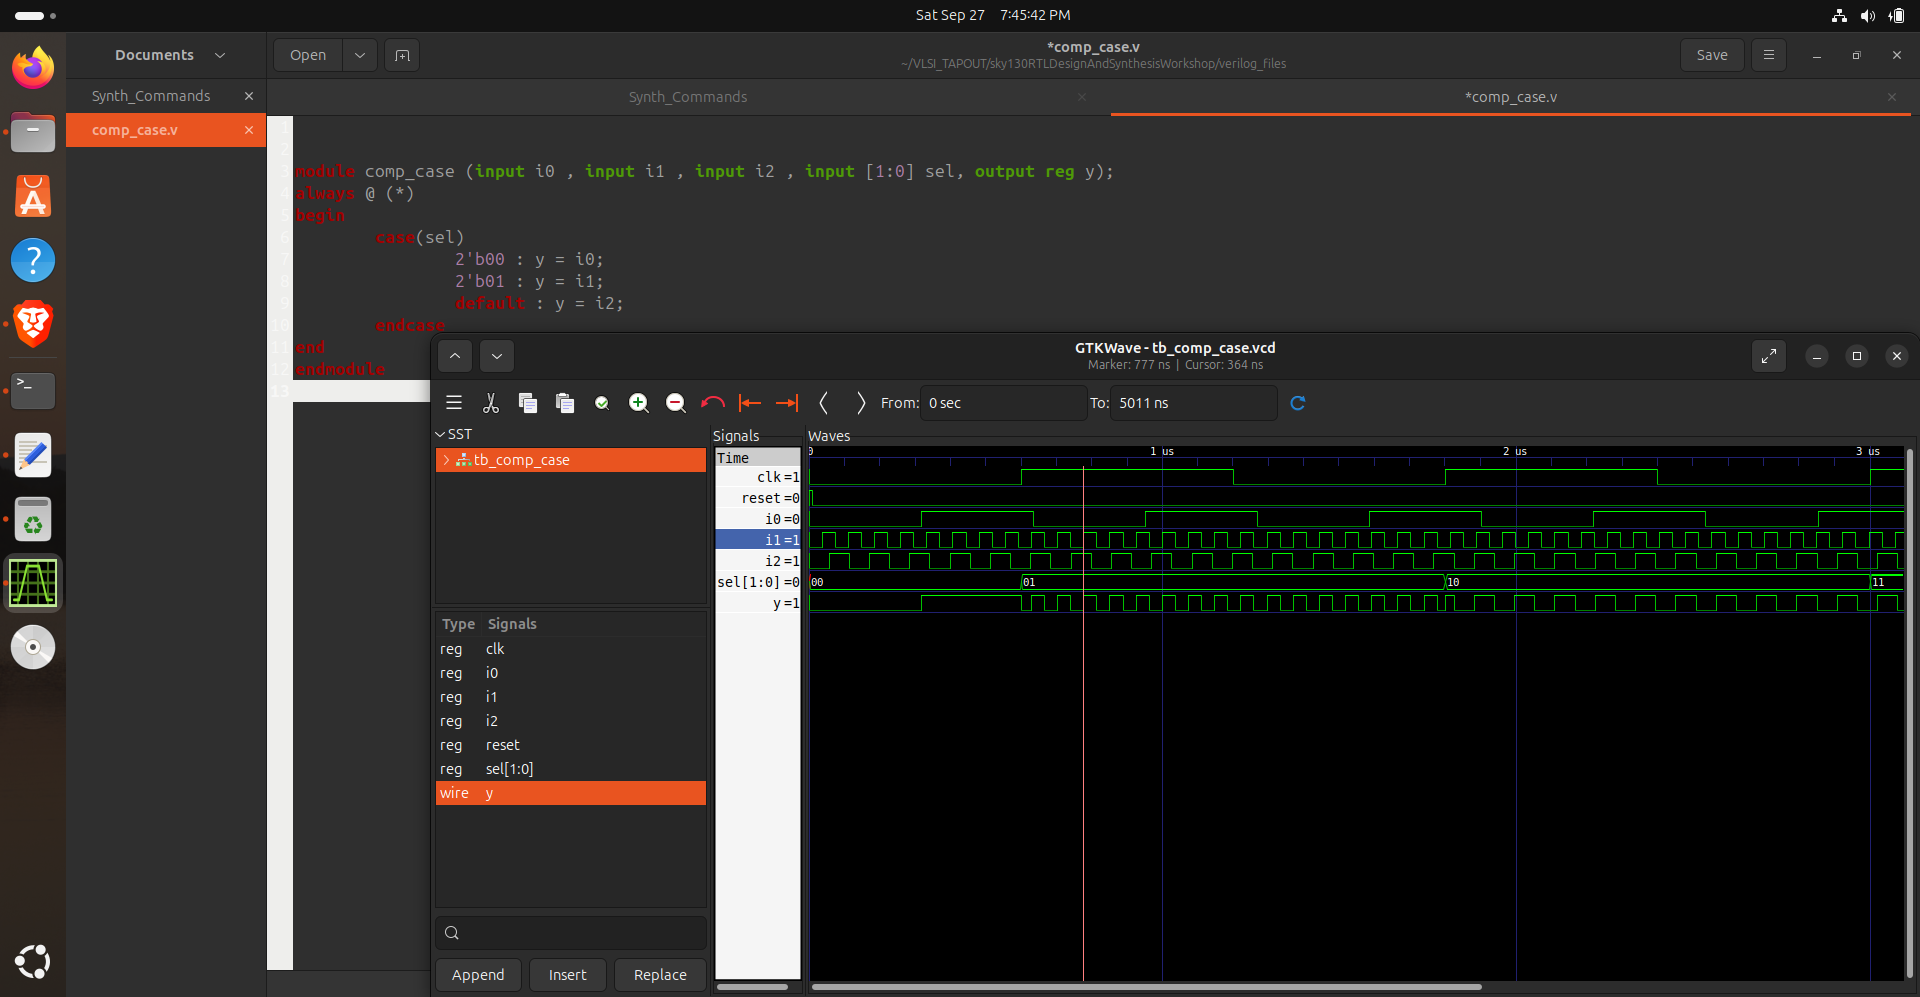 Sat Sep 27 7:45:42 PM
Documents
Open
*comp_case.v
~/VLSI_TAPOUT/sky130RTLDesignAndSynthesisWorkshop/verilog_files
Save
Synth_Commands
comp_case.v
Synth_Commands
*comp_case.v
1
2
3 module comp_case (input i0 , input i1 , input i2 , input [1:0] sel, output reg y);
4 always @ (*)
5 begin
6 case(sel)
7 2'b00 : y = i0;
8 2'b01 : y = i1;
9 default : y = i2;
10 endcase
11 end
12 endmodule
13
GTKWave - tb_comp_case.vcd
Marker: 777 ns | Cursor: 364 ns
From: 0 sec To: 5011 ns
SST
tb_comp_case
Type Signals
reg clk
reg i0
reg i1
reg i2
reg reset
reg sel[1:0]
wire y
Append Insert Replace
Signals
Time
clk =1
reset =0
i0 =0
i1 =1
i2 =1
sel[1:0] =0
y =1
Waves
0 1 us 2 us 3 us
00 01 10 11